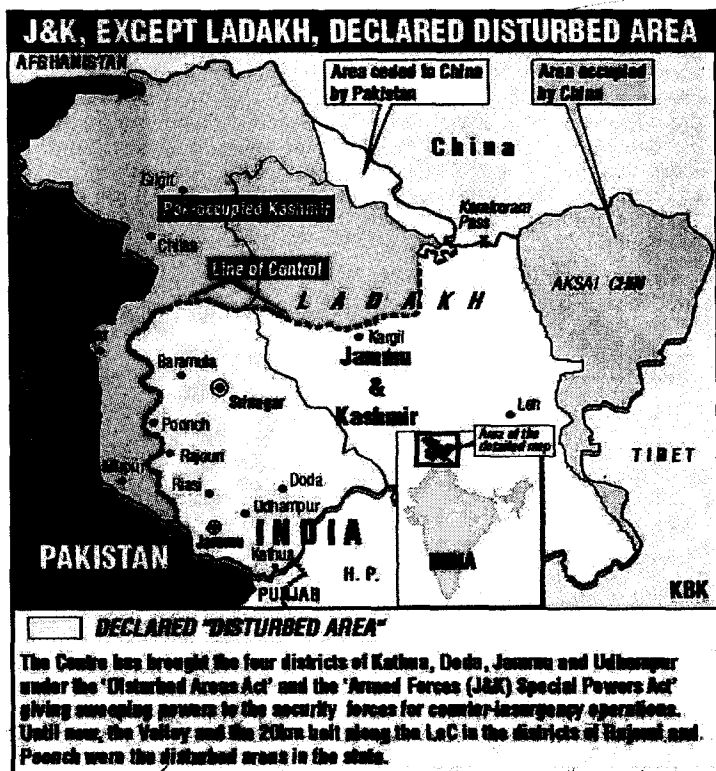 J&K, EXCEPT LADAKH, DECLARED DISTURBED AREA
AFGHANISTAN
Area ceded to China
by Pakistan
Area occupied
by China
China
Gilgit
Pak-occupied Kashmir
Karakoram
Pass
Chilas
Line of Control
AKSAI CHIN
LADAKH
Kargil
Jammu
&
Kashmir
Baramula
Srinagar
Leh
Poonch
Area of the
detailed map
Rajouri
TIBET
Riasi
Doda
Udhampur
INDIA
Jammu
Kathua
PAKISTAN
H. P.
INDIA
PUNJAB
KBK
DECLARED "DISTURBED AREA"
The Centre has brought the four districts of Kathua, Doda, Jammu and Udhampur
under the 'Disturbed Areas Act' and the 'Armed Forces (J&K) Special Powers Act'
giving sweeping powers to the security forces for counter-insurgency operations.
Until now, the Valley and the 20km belt along the LoC in the districts of Rajouri and
Poonch were the disturbed areas in the state.